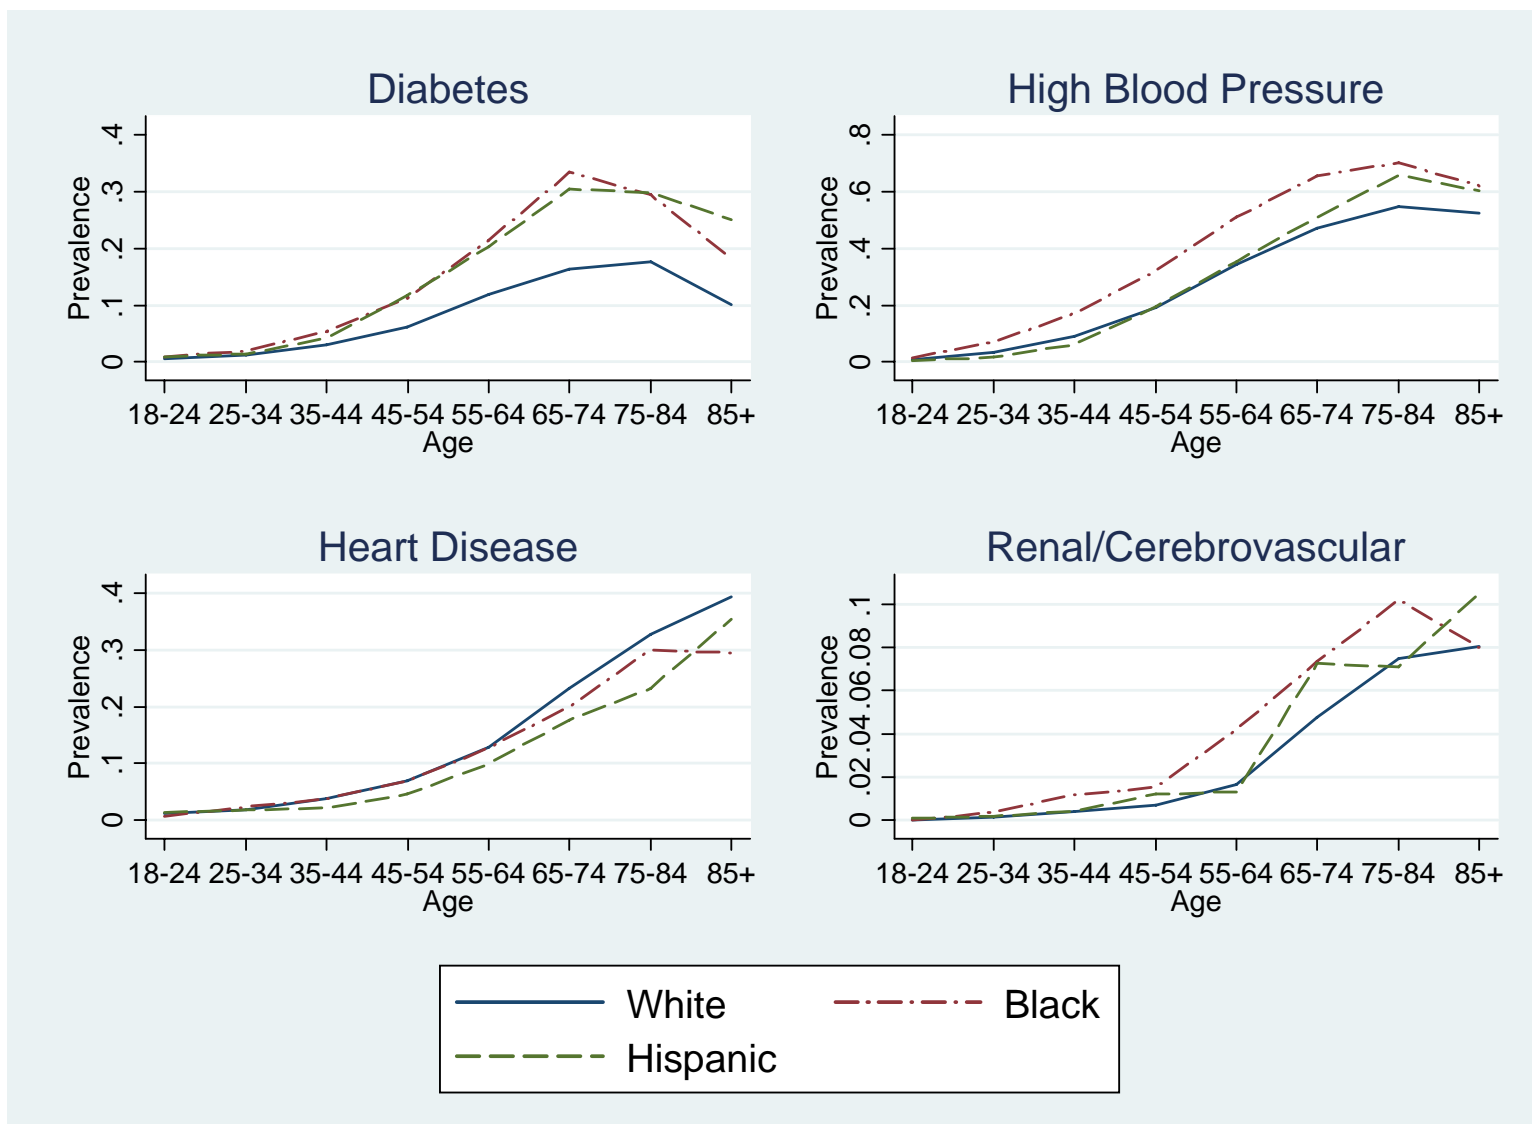 Diabetes
Prevalence
.4
.3
.2
.1
0
18-24 25-34 35-44 45-54 55-64 65-74 75-84 85+
Age
High Blood Pressure
Prevalence
.8
.6
.4
.2
0
18-24 25-34 35-44 45-54 55-64 65-74 75-84 85+
Age
Heart Disease
Prevalence
.4
.3
.2
.1
0
18-24 25-34 35-44 45-54 55-64 65-74 75-84 85+
Age
Renal/Cerebrovascular
Prevalence
.1
.08
.06
.04
.02
0
18-24 25-34 35-44 45-54 55-64 65-74 75-84 85+
Age
White Black
Hispanic